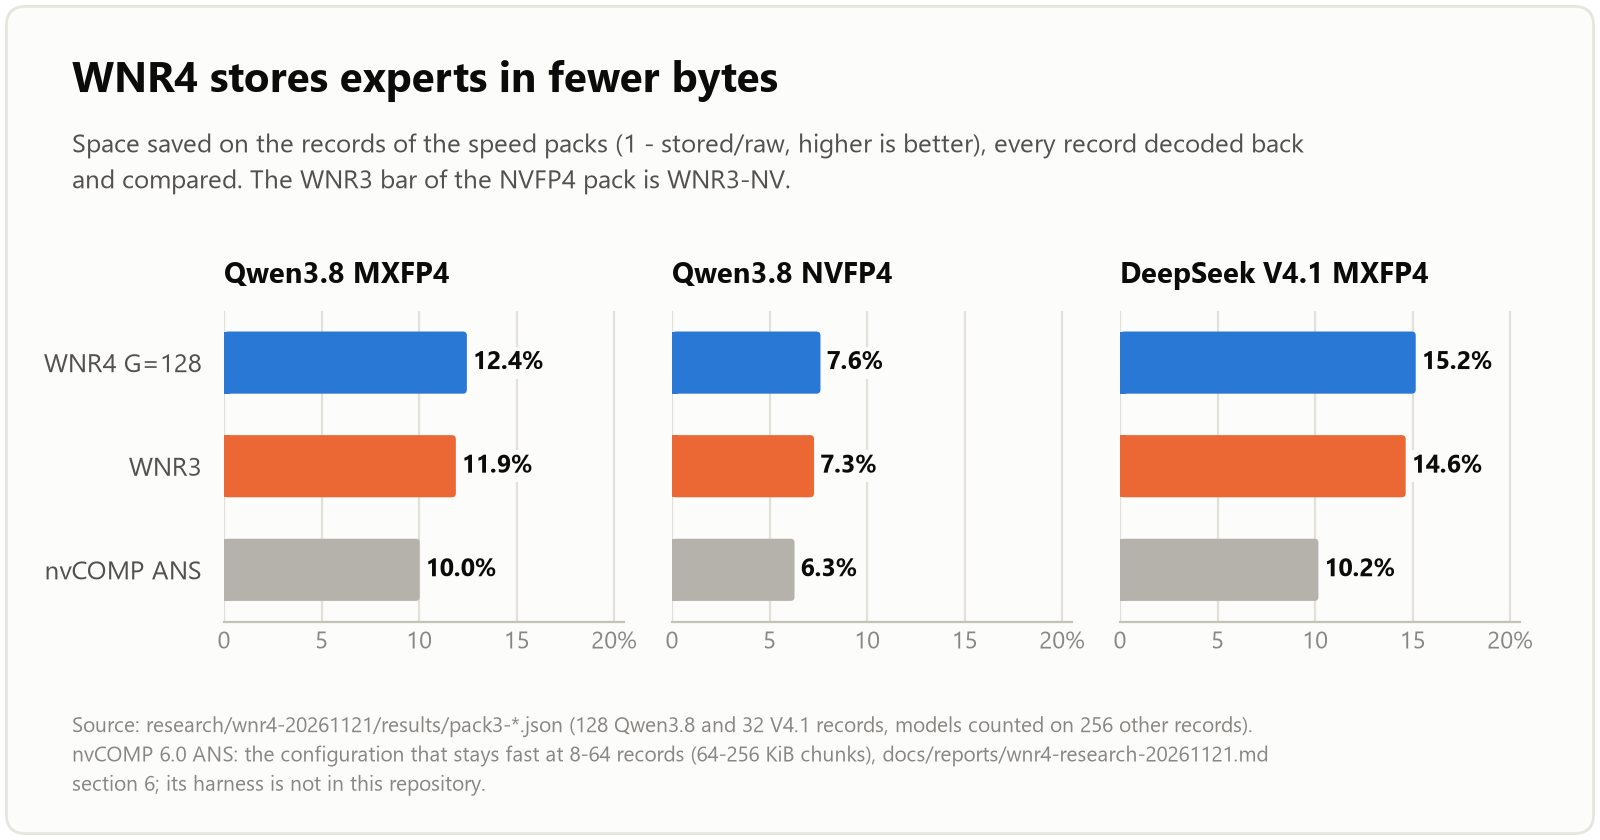 WNR4 stores experts in fewer bytes
Space saved on the records of the speed packs (1 - stored/raw, higher is better), every record decoded back
and compared. The WNR3 bar of the NVFP4 pack is WNR3-NV.
Qwen3.8 MXFP4
Qwen3.8 NVFP4
DeepSeek V4.1 MXFP4
WNR4 G=128
12.4%
7.6%
15.2%
WNR3
11.9%
7.3%
14.6%
nvCOMP ANS
10.0%
6.3%
10.2%
0 5 10 15 20%
0 5 10 15 20%
0 5 10 15 20%
Source: research/wnr4-20261121/results/pack3-*.json (128 Qwen3.8 and 32 V4.1 records, models counted on 256 other records).
nvCOMP 6.0 ANS: the configuration that stays fast at 8-64 records (64-256 KiB chunks), docs/reports/wnr4-research-20261121.md
section 6; its harness is not in this repository.